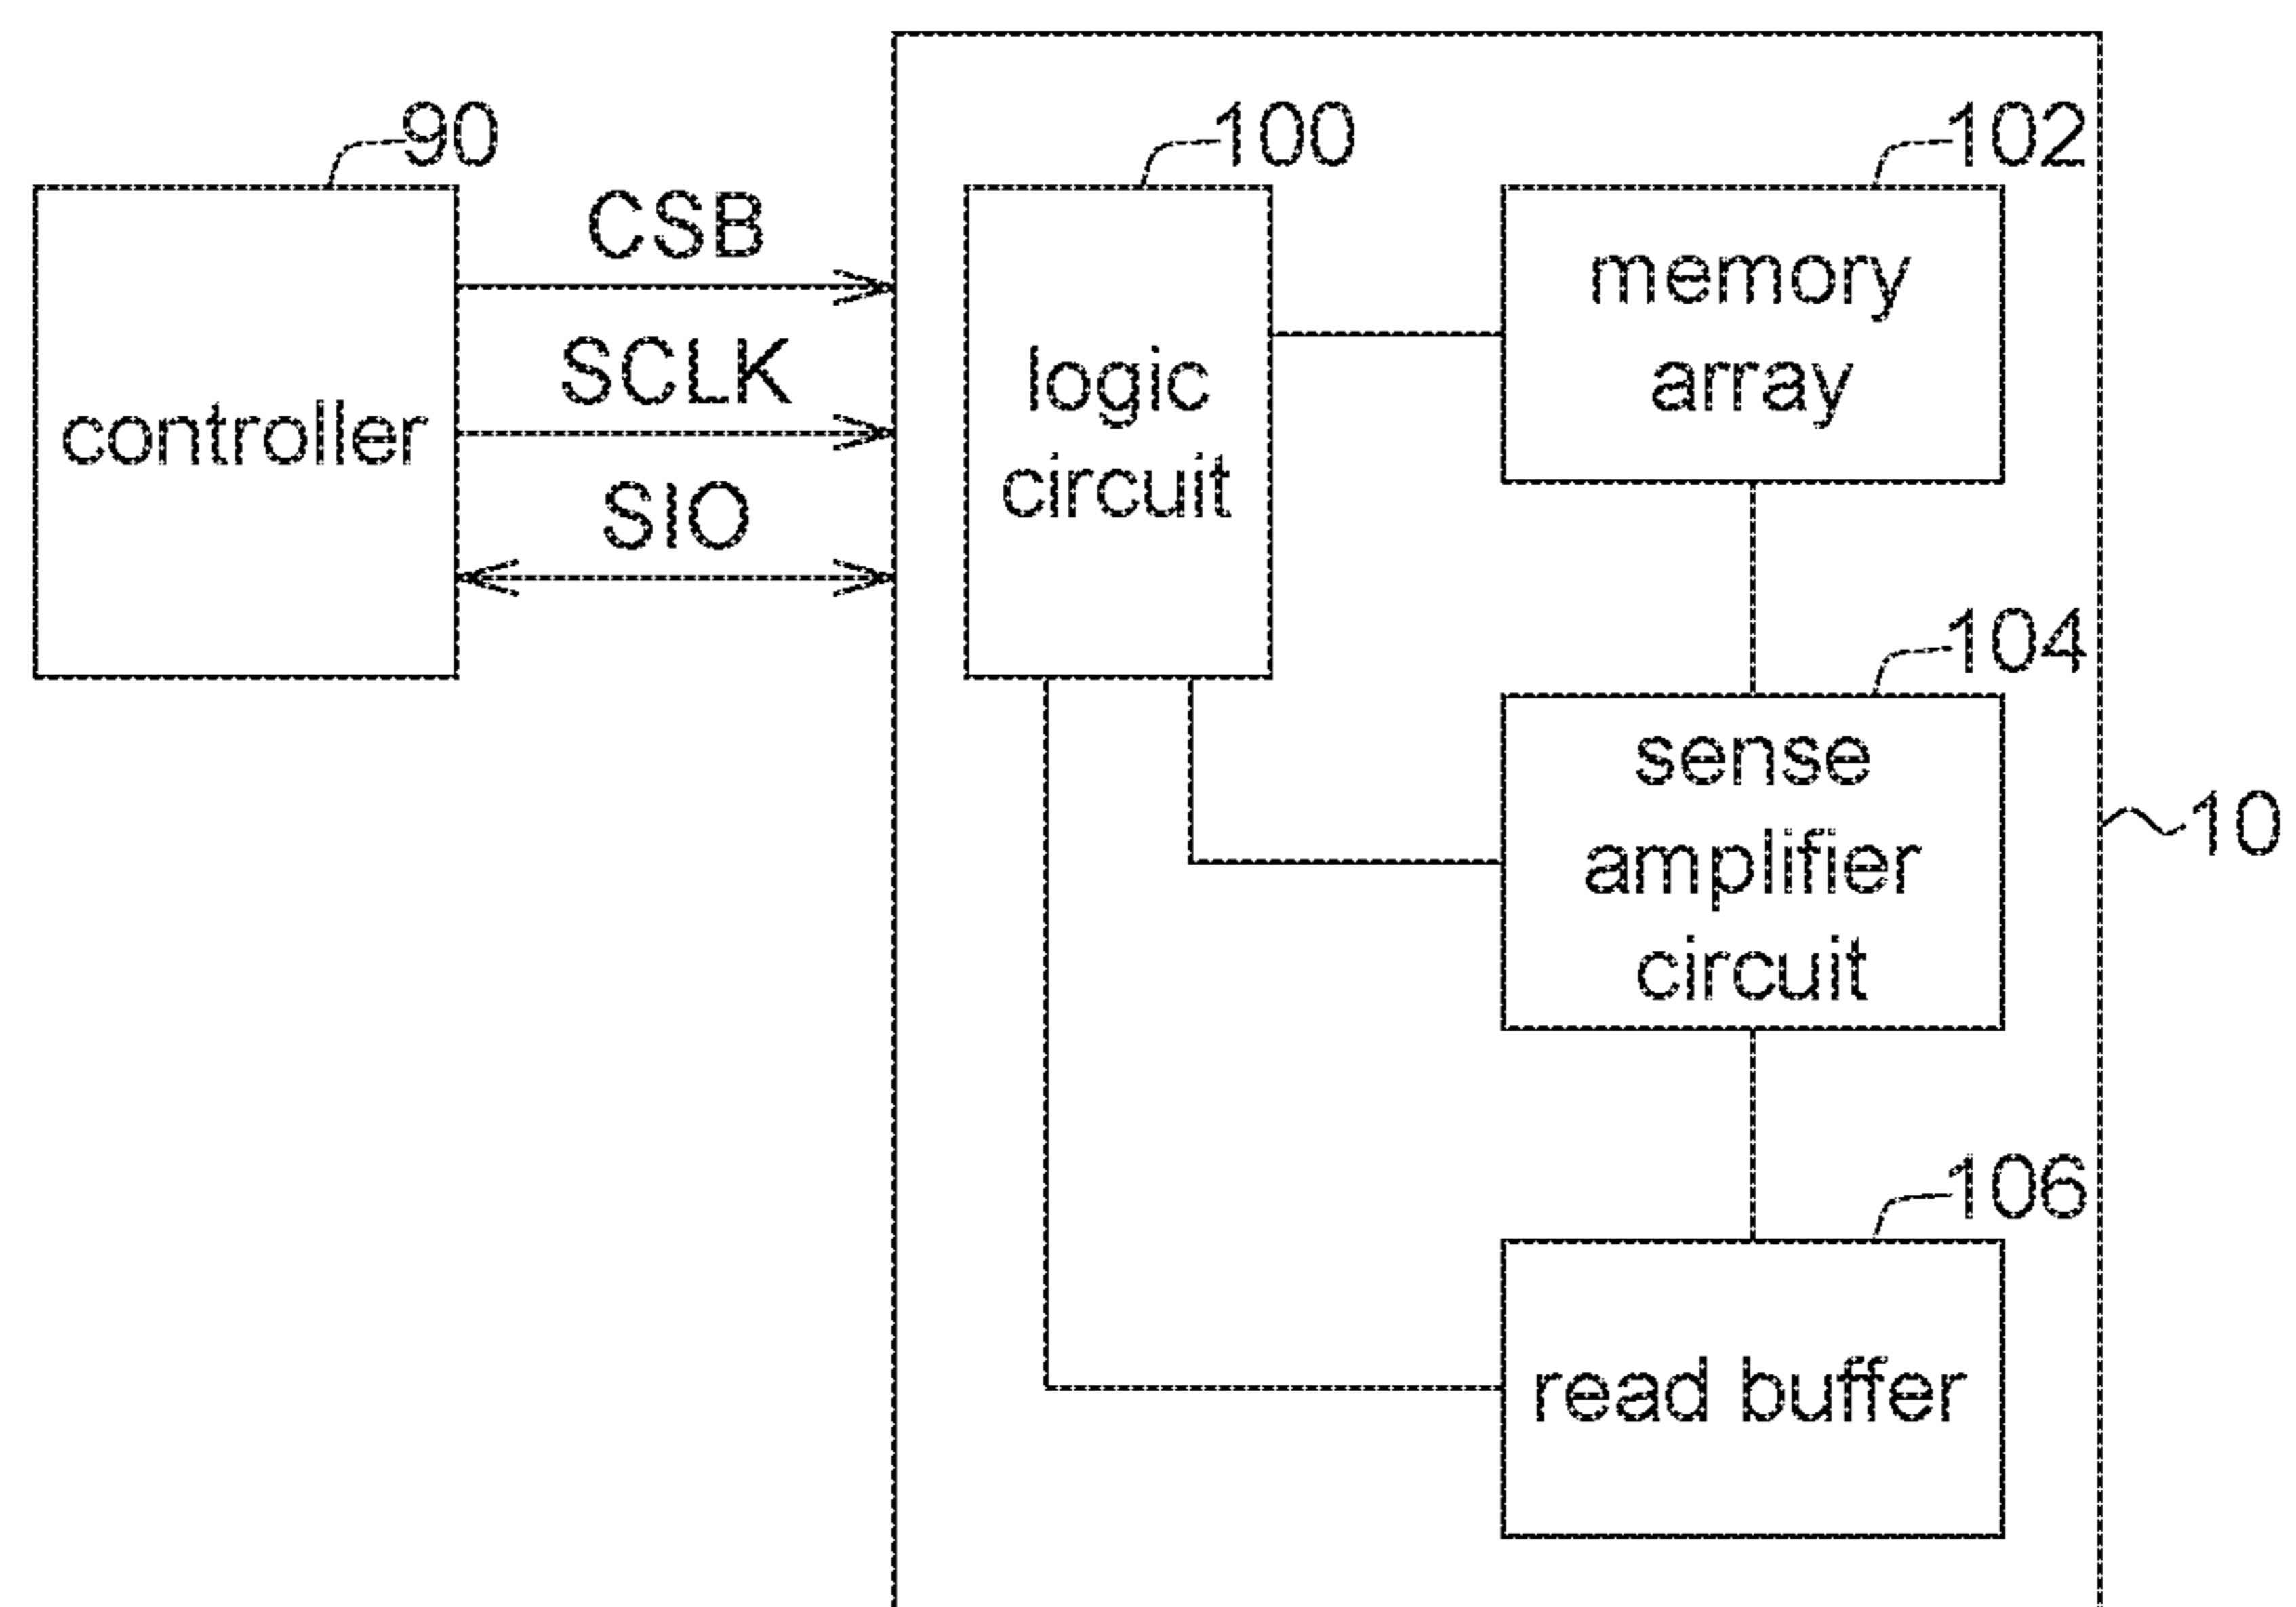 90
100
102
CSB
SCLK
SIO
controller
logic
circuit
memory
array
104
sense
amplifier
circuit
10
106
read buffer